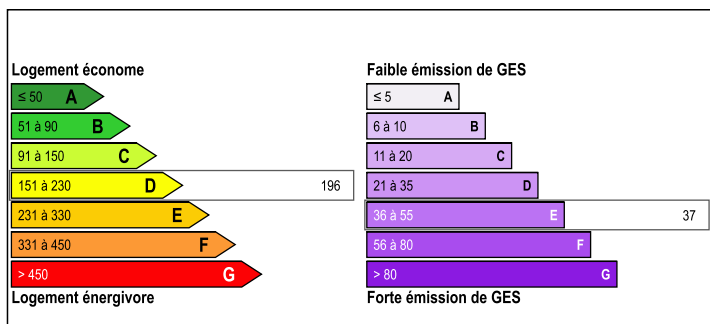 Logement économe
≤ 50 A
51 à 90 B
91 à 150 C
151 à 230 D 196
231 à 330 E
331 à 450 F
> 450 G
Logement énergivore
Faible émission de GES
≤ 5 A
6 à 10 B
11 à 20 C
21 à 35 D
36 à 55 E 37
56 à 80 F
> 80 G
Forte émission de GES